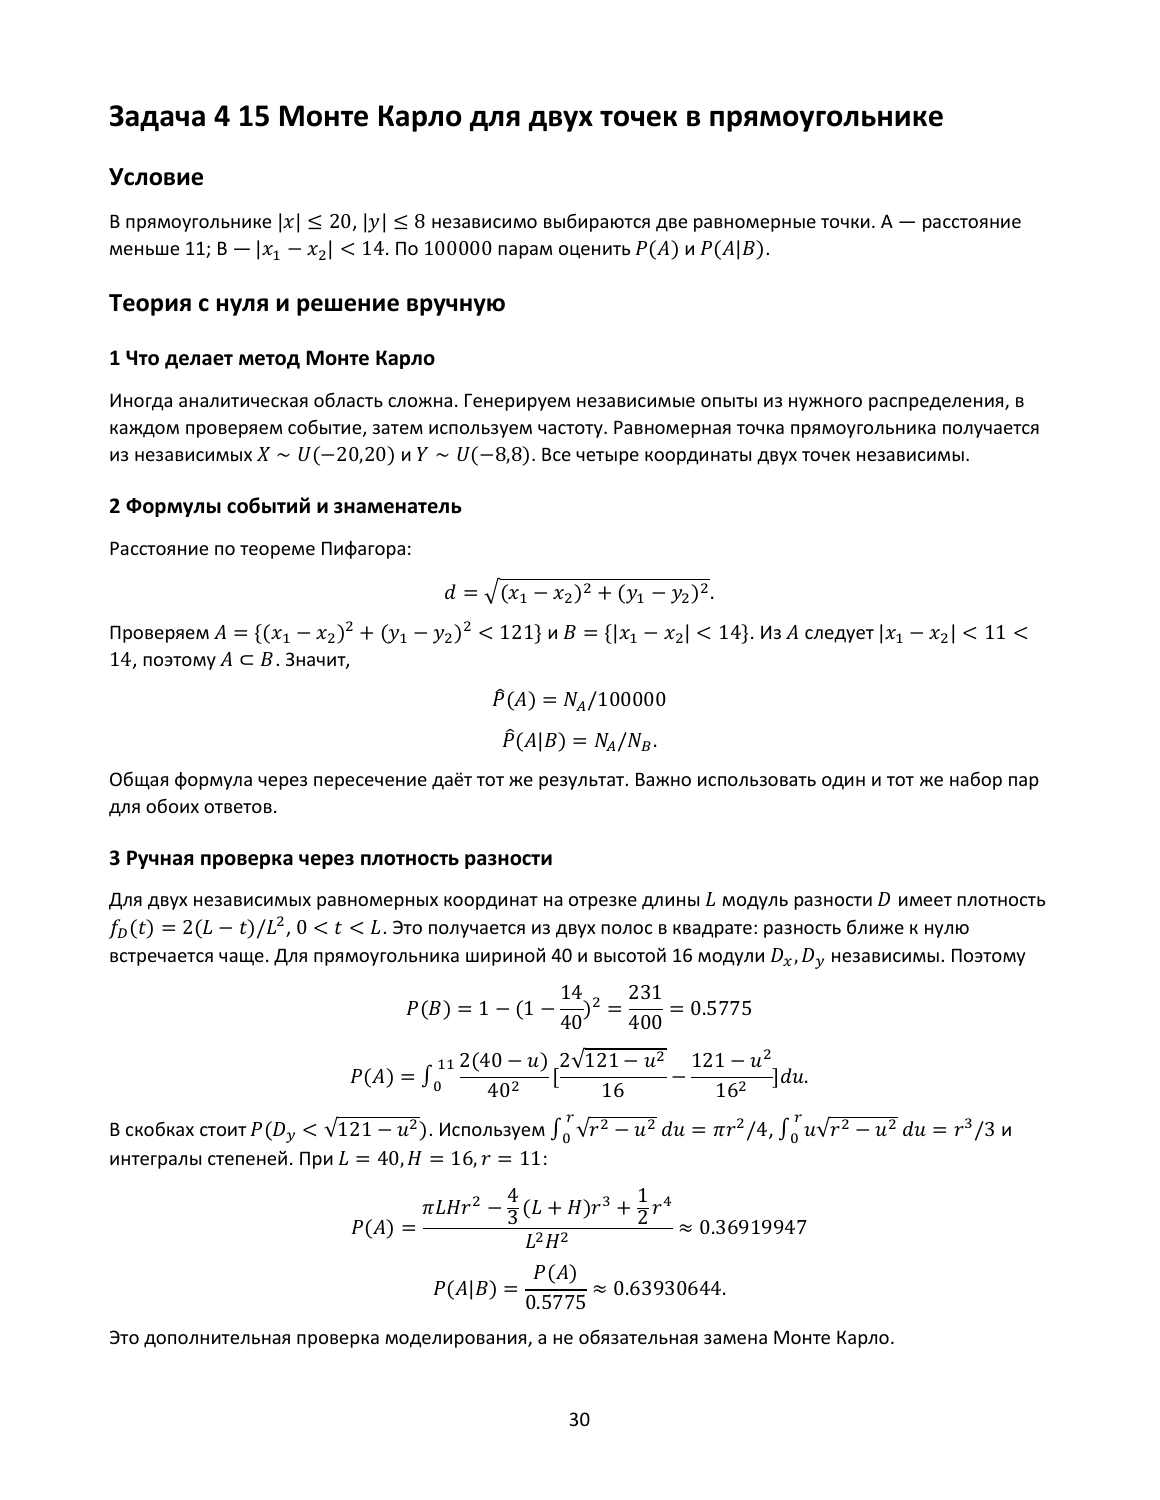 Задача 4 15 Монте Карло для двух точек в прямоугольнике
Условие
В прямоугольнике |x| ≤ 20, |y| ≤ 8 независимо выбираются две равномерные точки. A — расстояние
меньше 11; B — |x₁ − x₂| < 14. По 100000 парам оценить P(A) и P(A|B).
Теория с нуля и решение вручную
1 Что делает метод Монте Карло
Иногда аналитическая область сложна. Генерируем независимые опыты из нужного распределения, в
каждом проверяем событие, затем используем частоту. Равномерная точка прямоугольника получается
из независимых X ~ U(−20,20) и Y ~ U(−8,8). Все четыре координаты двух точек независимы.
2 Формулы событий и знаменатель
Расстояние по теореме Пифагора:
d = √((x₁ − x₂)² + (y₁ − y₂)²).
Проверяем A = {(x₁ − x₂)² + (y₁ − y₂)² < 121} и B = {|x₁ − x₂| < 14}. Из A следует |x₁ − x₂| < 11 <
14, поэтому A ⊂ B. Значит,
P̂(A) = N_A/100000
P̂(A|B) = N_A/N_B.
Общая формула через пересечение даёт тот же результат. Важно использовать один и тот же набор пар
для обоих ответов.
3 Ручная проверка через плотность разности
Для двух независимых равномерных координат на отрезке длины L модуль разности D имеет плотность
f_D(t) = 2(L − t)/L², 0 < t < L. Это получается из двух полос в квадрате: разность ближе к нулю
встречается чаще. Для прямоугольника шириной 40 и высотой 16 модули D_x, D_y независимы. Поэтому
P(B) = 1 − (1 − 14/40)² = 231/400 = 0.5775
P(A) = ∫₀¹¹ 2(40 − u)/40² [2√(121 − u²)/16 − (121 − u²)/16²]du.
В скобках стоит P(D_y < √(121 − u²)). Используем ∫₀ʳ √(r² − u²) du = πr²/4, ∫₀ʳ u√(r² − u²) du = r³/3 и
интегралы степеней. При L = 40, H = 16, r = 11:
P(A) = (πLHr² − 4/3(L + H)r³ + 1/2r⁴)/(L²H²) ≈ 0.36919947
P(A|B) = P(A)/0.5775 ≈ 0.63930644.
Это дополнительная проверка моделирования, а не обязательная замена Монте Карло.
30